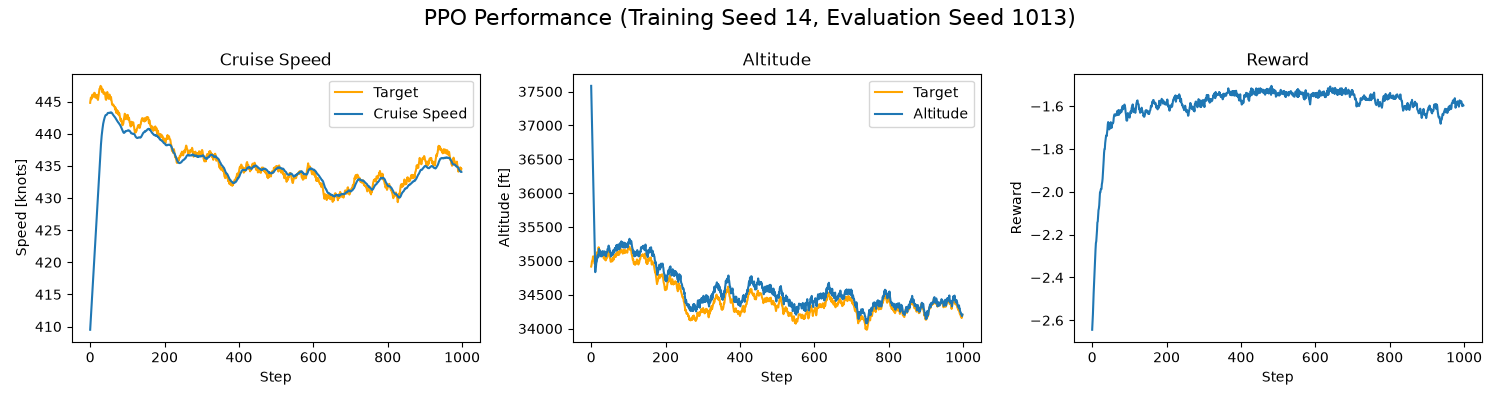 PPO Performance (Training Seed 14, Evaluation Seed 1013)
Cruise Speed
Speed [knots]
445
440
435
430
425
420
415
410
0
200
400
600
800
1000
Step
Target
Cruise Speed
Altitude
Altitude [ft]
37500
37000
36500
36000
35500
35000
34500
34000
0
200
400
600
800
1000
Step
Target
Altitude
Reward
Reward
−1.6
−1.8
−2.0
−2.2
−2.4
−2.6
0
200
400
600
800
1000
Step